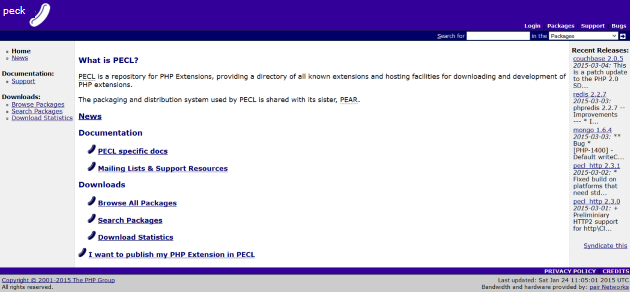 peck
Login Packages Support Bugs
Search for in the Packages
Home
News
Documentation:
Support
Downloads:
Browse Packages
Search Packages
Download Statistics
What is PECL?
PECL is a repository for PHP Extensions, providing a directory of all known extensions and hosting facilities for downloading and development of
PHP extensions.
The packaging and distribution system used by PECL is shared with its sister, PEAR.
News
Documentation
PECL specific docs
Mailing Lists & Support Resources
Downloads
Browse All Packages
Search Packages
Download Statistics
I want to publish my PHP Extension in PECL
Recent Releases:
couchbase 2.0.5
2015-03-04: This
is a patch update
to the PHP 2.0
SD...
redis 2.2.7
2015-03-03:
phpredis 2.2.7 --
Improvements
--- * I...
mongo 1.6.4
2015-03-03: **
Bug *
[PHP-1400] -
Default writeC...
pecl_http 2.3.1
2015-03-02: *
Fixed build on
platforms that
need std...
pecl_http 2.3.0
2015-03-01: +
Preliminiary
HTTP2 support
for http\Cl...
Syndicate this
PRIVACY POLICY CREDITS
Copyright © 2001-2015 The PHP Group
All rights reserved.
Last updated: Sat Jan 24 11:05:01 2015 UTC
Bandwidth and hardware provided by: pair Networks